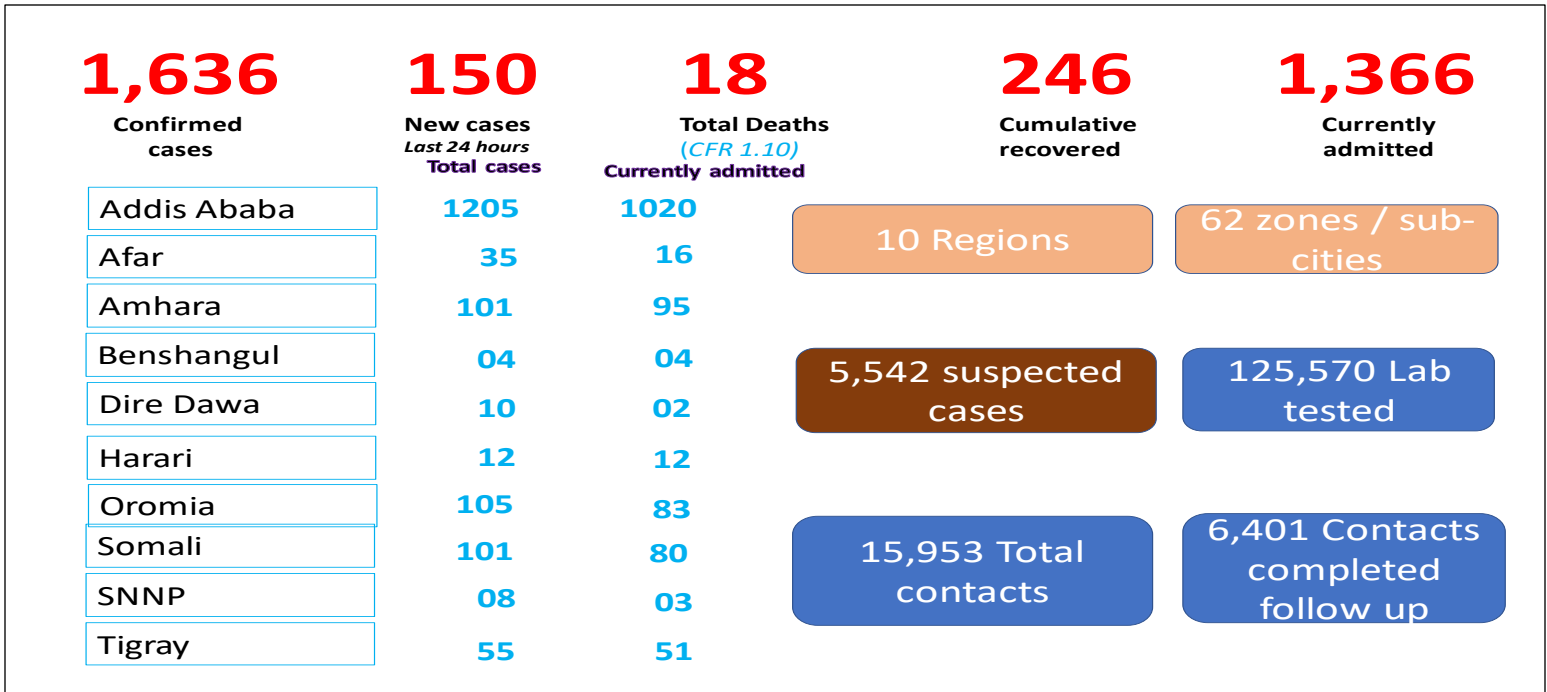 1,636 150 18 246 1,366
Confirmed cases
New cases
Last 24 hours
Total Deaths
(CFR 1.10)
Cumulative recovered
Currently admitted
Total cases Currently admitted
Addis Ababa 1205 1020
Afar 35 16
Amhara 101 95
Benshangul 04 04
Dire Dawa 10 02
Harari 12 12
Oromia 105 83
Somali 101 80
SNNP 08 03
Tigray 55 51
10 Regions
62 zones / sub-
cities
5,542 suspected
cases
125,570 Lab
tested
15,953 Total
contacts
6,401 Contacts
completed
follow up